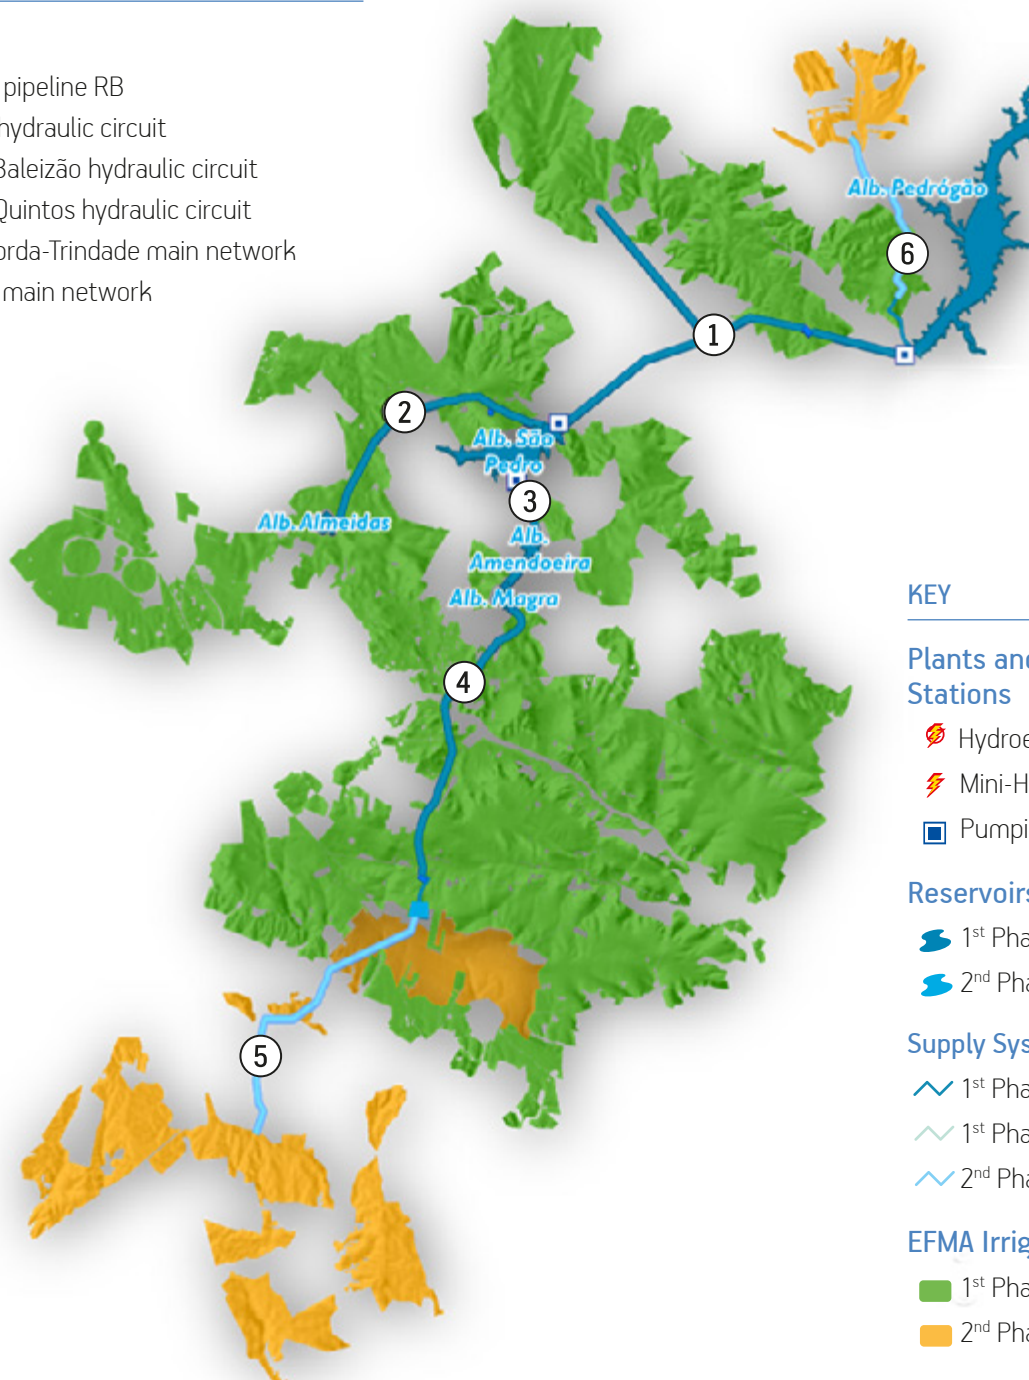 pipeline RB
hydraulic circuit
Baleizão hydraulic circuit
Quintos hydraulic circuit
orda-Trindade main network
main network
Alb. Pedrógão
6
1
2
Alb. São
Pedro
3
Alb. Almeidas
Alb.
Amendoeira
Alb. Magra
4
5
KEY
Plants and
Stations
Hydroe
Mini-H
Pumpi
Reservoirs
1st Pha
2nd Pha
Supply Sys
1st Pha
1st Pha
2nd Pha
EFMA Irrig
1st Pha
2nd Pha